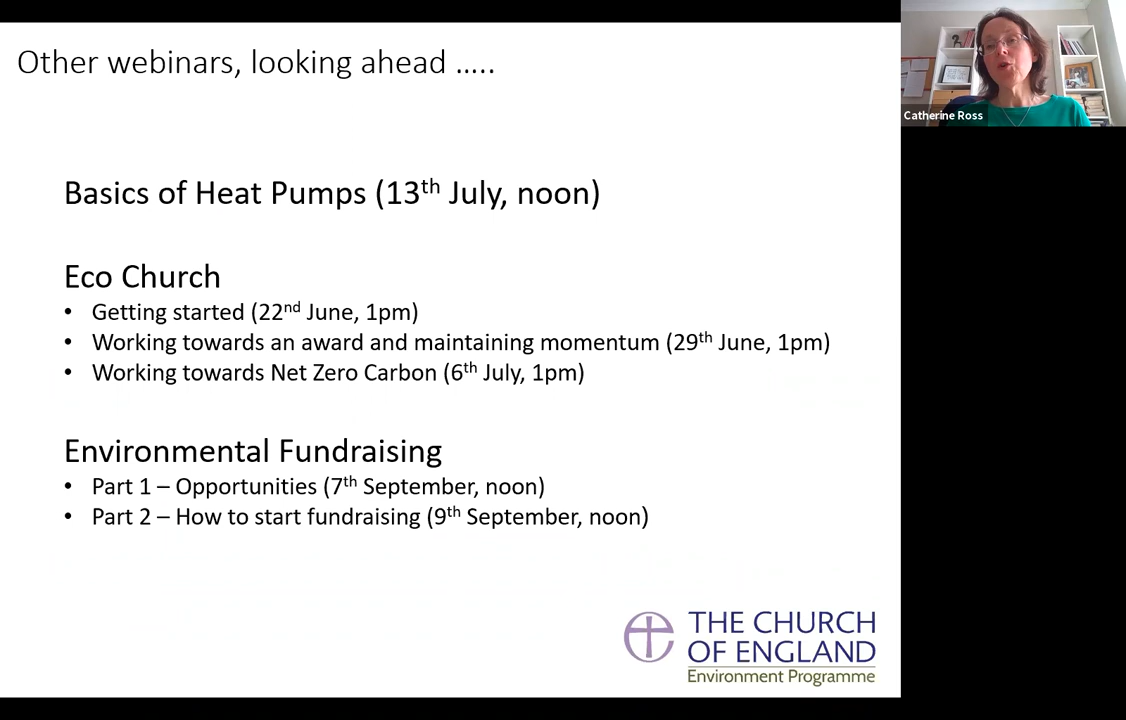 Other webinars, looking ahead .....
Catherine Ross
Basics of Heat Pumps (13th July, noon)
Eco Church
• Getting started (22nd June, 1pm)
• Working towards an award and maintaining momentum (29th June, 1pm)
• Working towards Net Zero Carbon (6th July, 1pm)
Environmental Fundraising
• Part 1 – Opportunities (7th September, noon)
• Part 2 – How to start fundraising (9th September, noon)
THE CHURCH
OF ENGLAND
Environment Programme